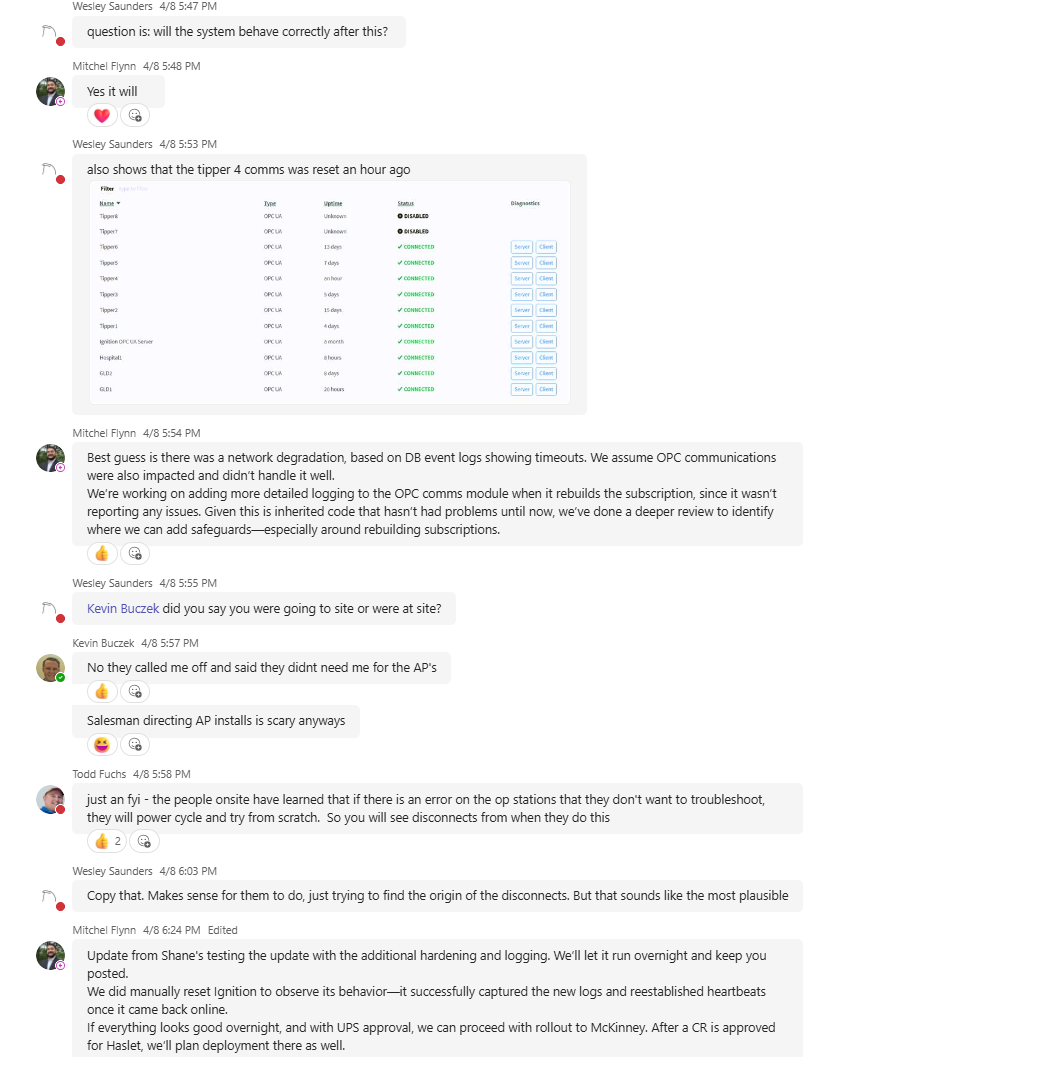 Wesley Saunders 4/8 5:47 PM
question is: will the system behave correctly after this?
Mitchel Flynn 4/8 5:48 PM
Yes it will
Wesley Saunders 4/8 5:53 PM
also shows that the tipper 4 comms was reset an hour ago
Filter Type to Filter
Name Type Uptime Status Diagnostics
Tipper8 OPC UA Unknown DISABLED
Tipper7 OPC UA Unknown DISABLED
Tipper6 OPC UA 13 days CONNECTED Server Client
Tipper5 OPC UA 7 days CONNECTED Server Client
Tipper4 OPC UA an hour CONNECTED Server Client
Tipper3 OPC UA 5 days CONNECTED Server Client
Tipper2 OPC UA 15 days CONNECTED Server Client
Tipper1 OPC UA 4 days CONNECTED Server Client
Ignition OPC UA Server OPC UA a month CONNECTED Server Client
Hospital1 OPC UA 8 hours CONNECTED Server Client
GLD2 OPC UA 8 days CONNECTED Server Client
GLD1 OPC UA 20 hours CONNECTED Server Client
Mitchel Flynn 4/8 5:54 PM
Best guess is there was a network degradation, based on DB event logs showing timeouts. We assume OPC communications
were also impacted and didn’t handle it well.
We’re working on adding more detailed logging to the OPC comms module when it rebuilds the subscription, since it wasn’t
reporting any issues. Given this is inherited code that hasn’t had problems until now, we’ve done a deeper review to identify
where we can add safeguards—especially around rebuilding subscriptions.
Wesley Saunders 4/8 5:55 PM
Kevin Buczek did you say you were going to site or were at site?
Kevin Buczek 4/8 5:57 PM
No they called me off and said they didnt need me for the AP's
Salesman directing AP installs is scary anyways
Todd Fuchs 4/8 5:58 PM
just an fyi - the people onsite have learned that if there is an error on the op stations that they don't want to troubleshoot,
they will power cycle and try from scratch. So you will see disconnects from when they do this
2
Wesley Saunders 4/8 6:03 PM
Copy that. Makes sense for them to do, just trying to find the origin of the disconnects. But that sounds like the most plausible
Mitchel Flynn 4/8 6:24 PM Edited
Update from Shane's testing the update with the additional hardening and logging. We’ll let it run overnight and keep you
posted.
We did manually reset Ignition to observe its behavior—it successfully captured the new logs and reestablished heartbeats
once it came back online.
If everything looks good overnight, and with UPS approval, we can proceed with rollout to McKinney. After a CR is approved
for Haslet, we’ll plan deployment there as well.